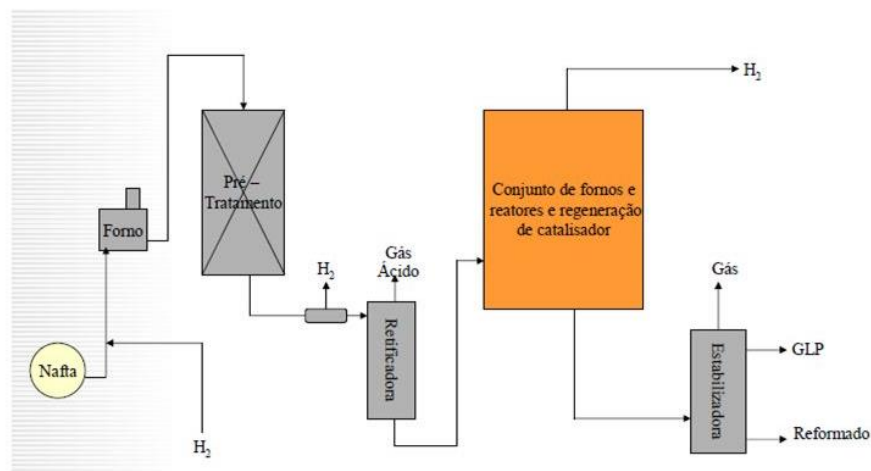 H₂
Pré –
Tratamento
Conjunto de fornos e
reatores e regeneração
de catalisador
Forno
Gás
Ácido
H₂
Gás
Retificadora
Nafta
Estabilizadora
GLP
Reformado
H₂